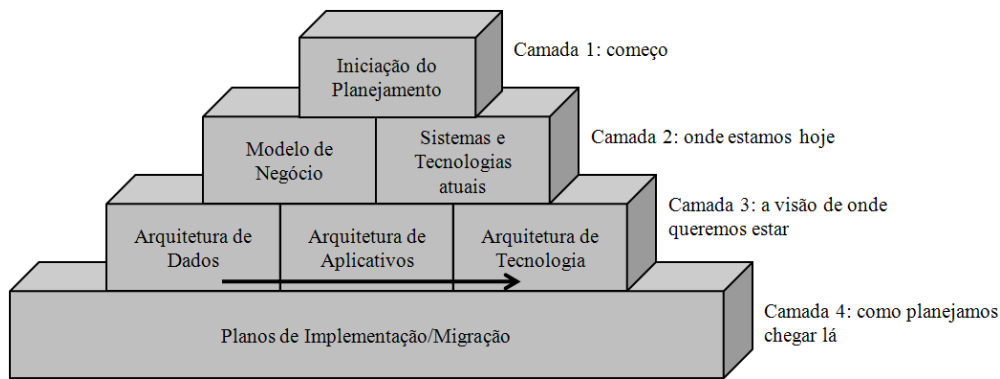 Iniciação do
Planejamento
Camada 1: começo
Modelo de
Negócio
Sistemas e
Tecnologias
atuais
Camada 2: onde estamos hoje
Arquitetura de
Dados
Arquitetura de
Aplicativos
Arquitetura de
Tecnologia
Camada 3: a visão de onde
queremos estar
Planos de Implementação/Migração
Camada 4: como planejamos
chegar lá